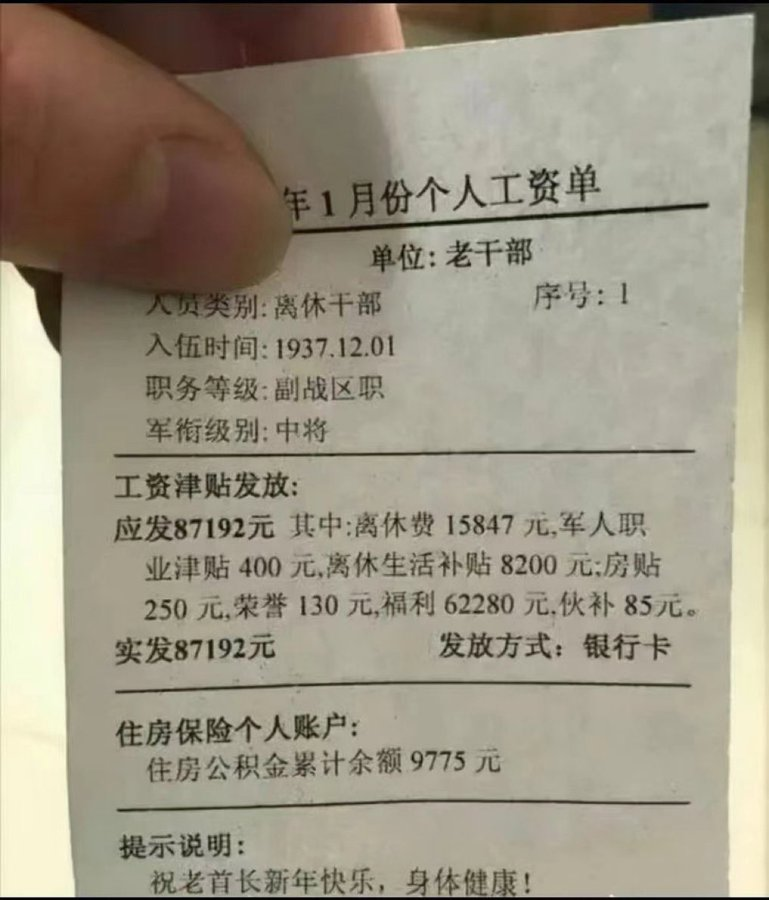 年1月份个人工资单
单位: 老干部
人员类别: 离休干部 序号: 1
入伍时间: 1937.12.01
职务等级: 副战区职
军衔级别: 中将
工资津贴发放:
应发87192元 其中:离休费 15847 元,军人职
业津贴 400 元,离休生活补贴 8200 元;房贴
250 元,荣誉 130 元,福利 62280 元,伙补 85元。
实发87192元 发放方式：银行卡
住房保险个人账户:
住房公积金累计余额 9775 元
提示说明:
祝老首长新年快乐，身体健康！